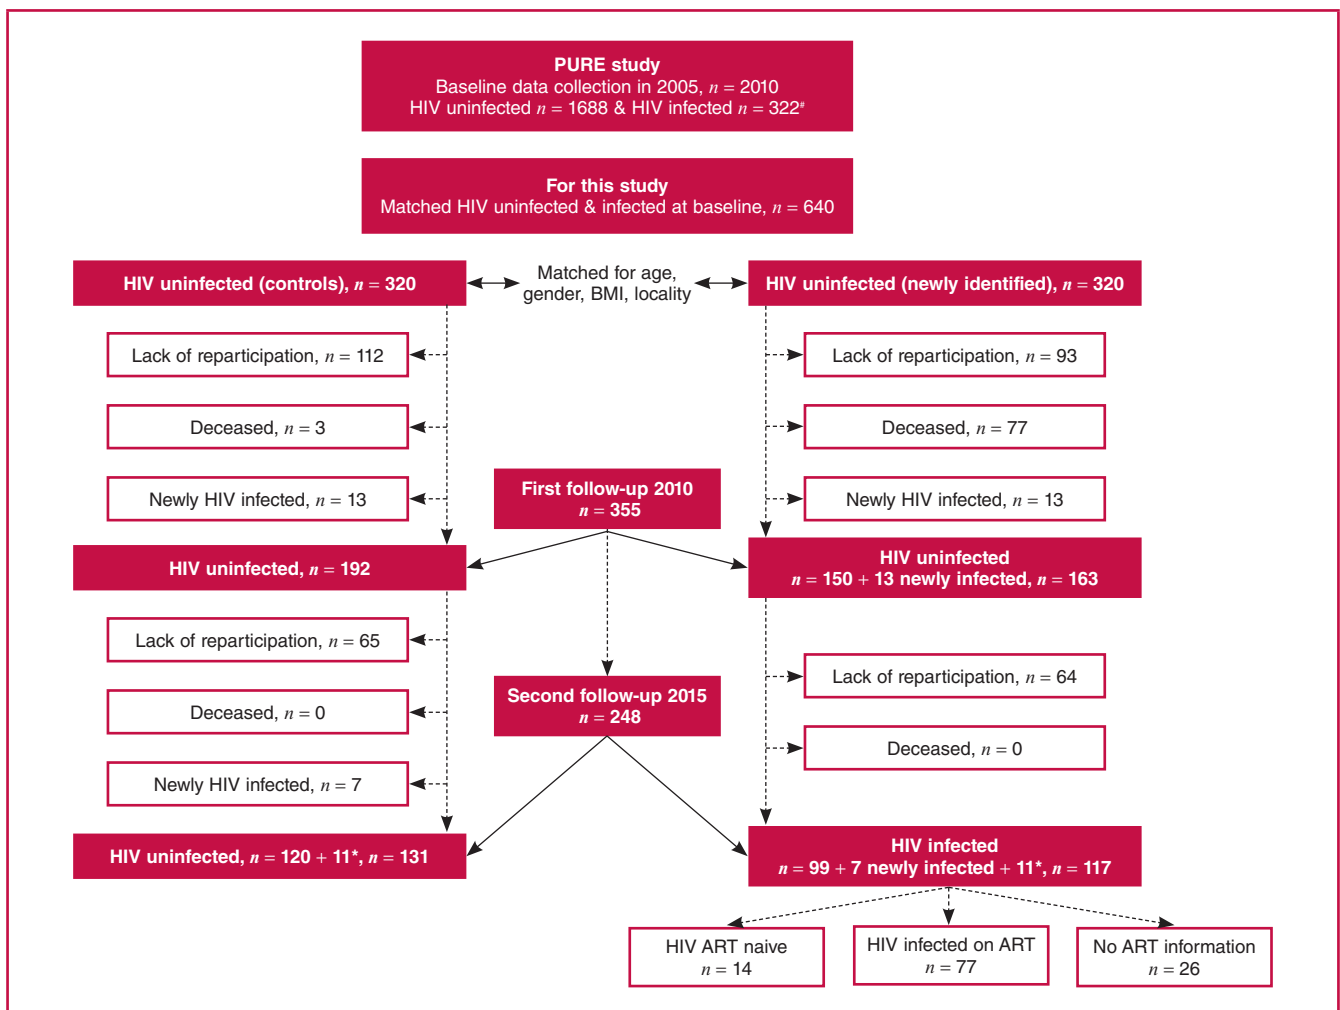 PURE study
Baseline data collection in 2005, n = 2010
HIV uninfected n = 1688 & HIV infected n = 322#
For this study
Matched HIV uninfected & infected at baseline, n = 640
HIV uninfected (controls), n = 320
Matched for age,
gender, BMI, locality
HIV uninfected (newly identified), n = 320
Lack of reparticipation, n = 112
Lack of reparticipation, n = 93
Deceased, n = 3
Deceased, n = 77
Newly HIV infected, n = 13
First follow-up 2010
n = 355
Newly HIV infected, n = 13
HIV uninfected, n = 192
HIV uninfected
n = 150 + 13 newly infected, n = 163
Lack of reparticipation, n = 65
Lack of reparticipation, n = 64
Deceased, n = 0
Second follow-up 2015
n = 248
Deceased, n = 0
Newly HIV infected, n = 7
HIV uninfected, n = 120 + 11*, n = 131
HIV infected
n = 99 + 7 newly infected + 11*, n = 117
HIV ART naive
n = 14
HIV infected on ART
n = 77
No ART information
n = 26